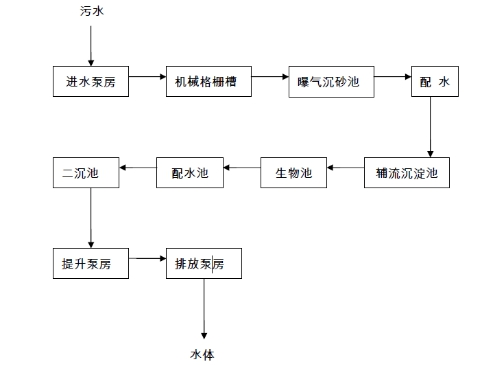 污水
进水泵房
机械格栅槽
曝气沉砂池
配 水
辅流沉淀池
生物池
配水池
二沉池
提升泵房
排放泵房
水体